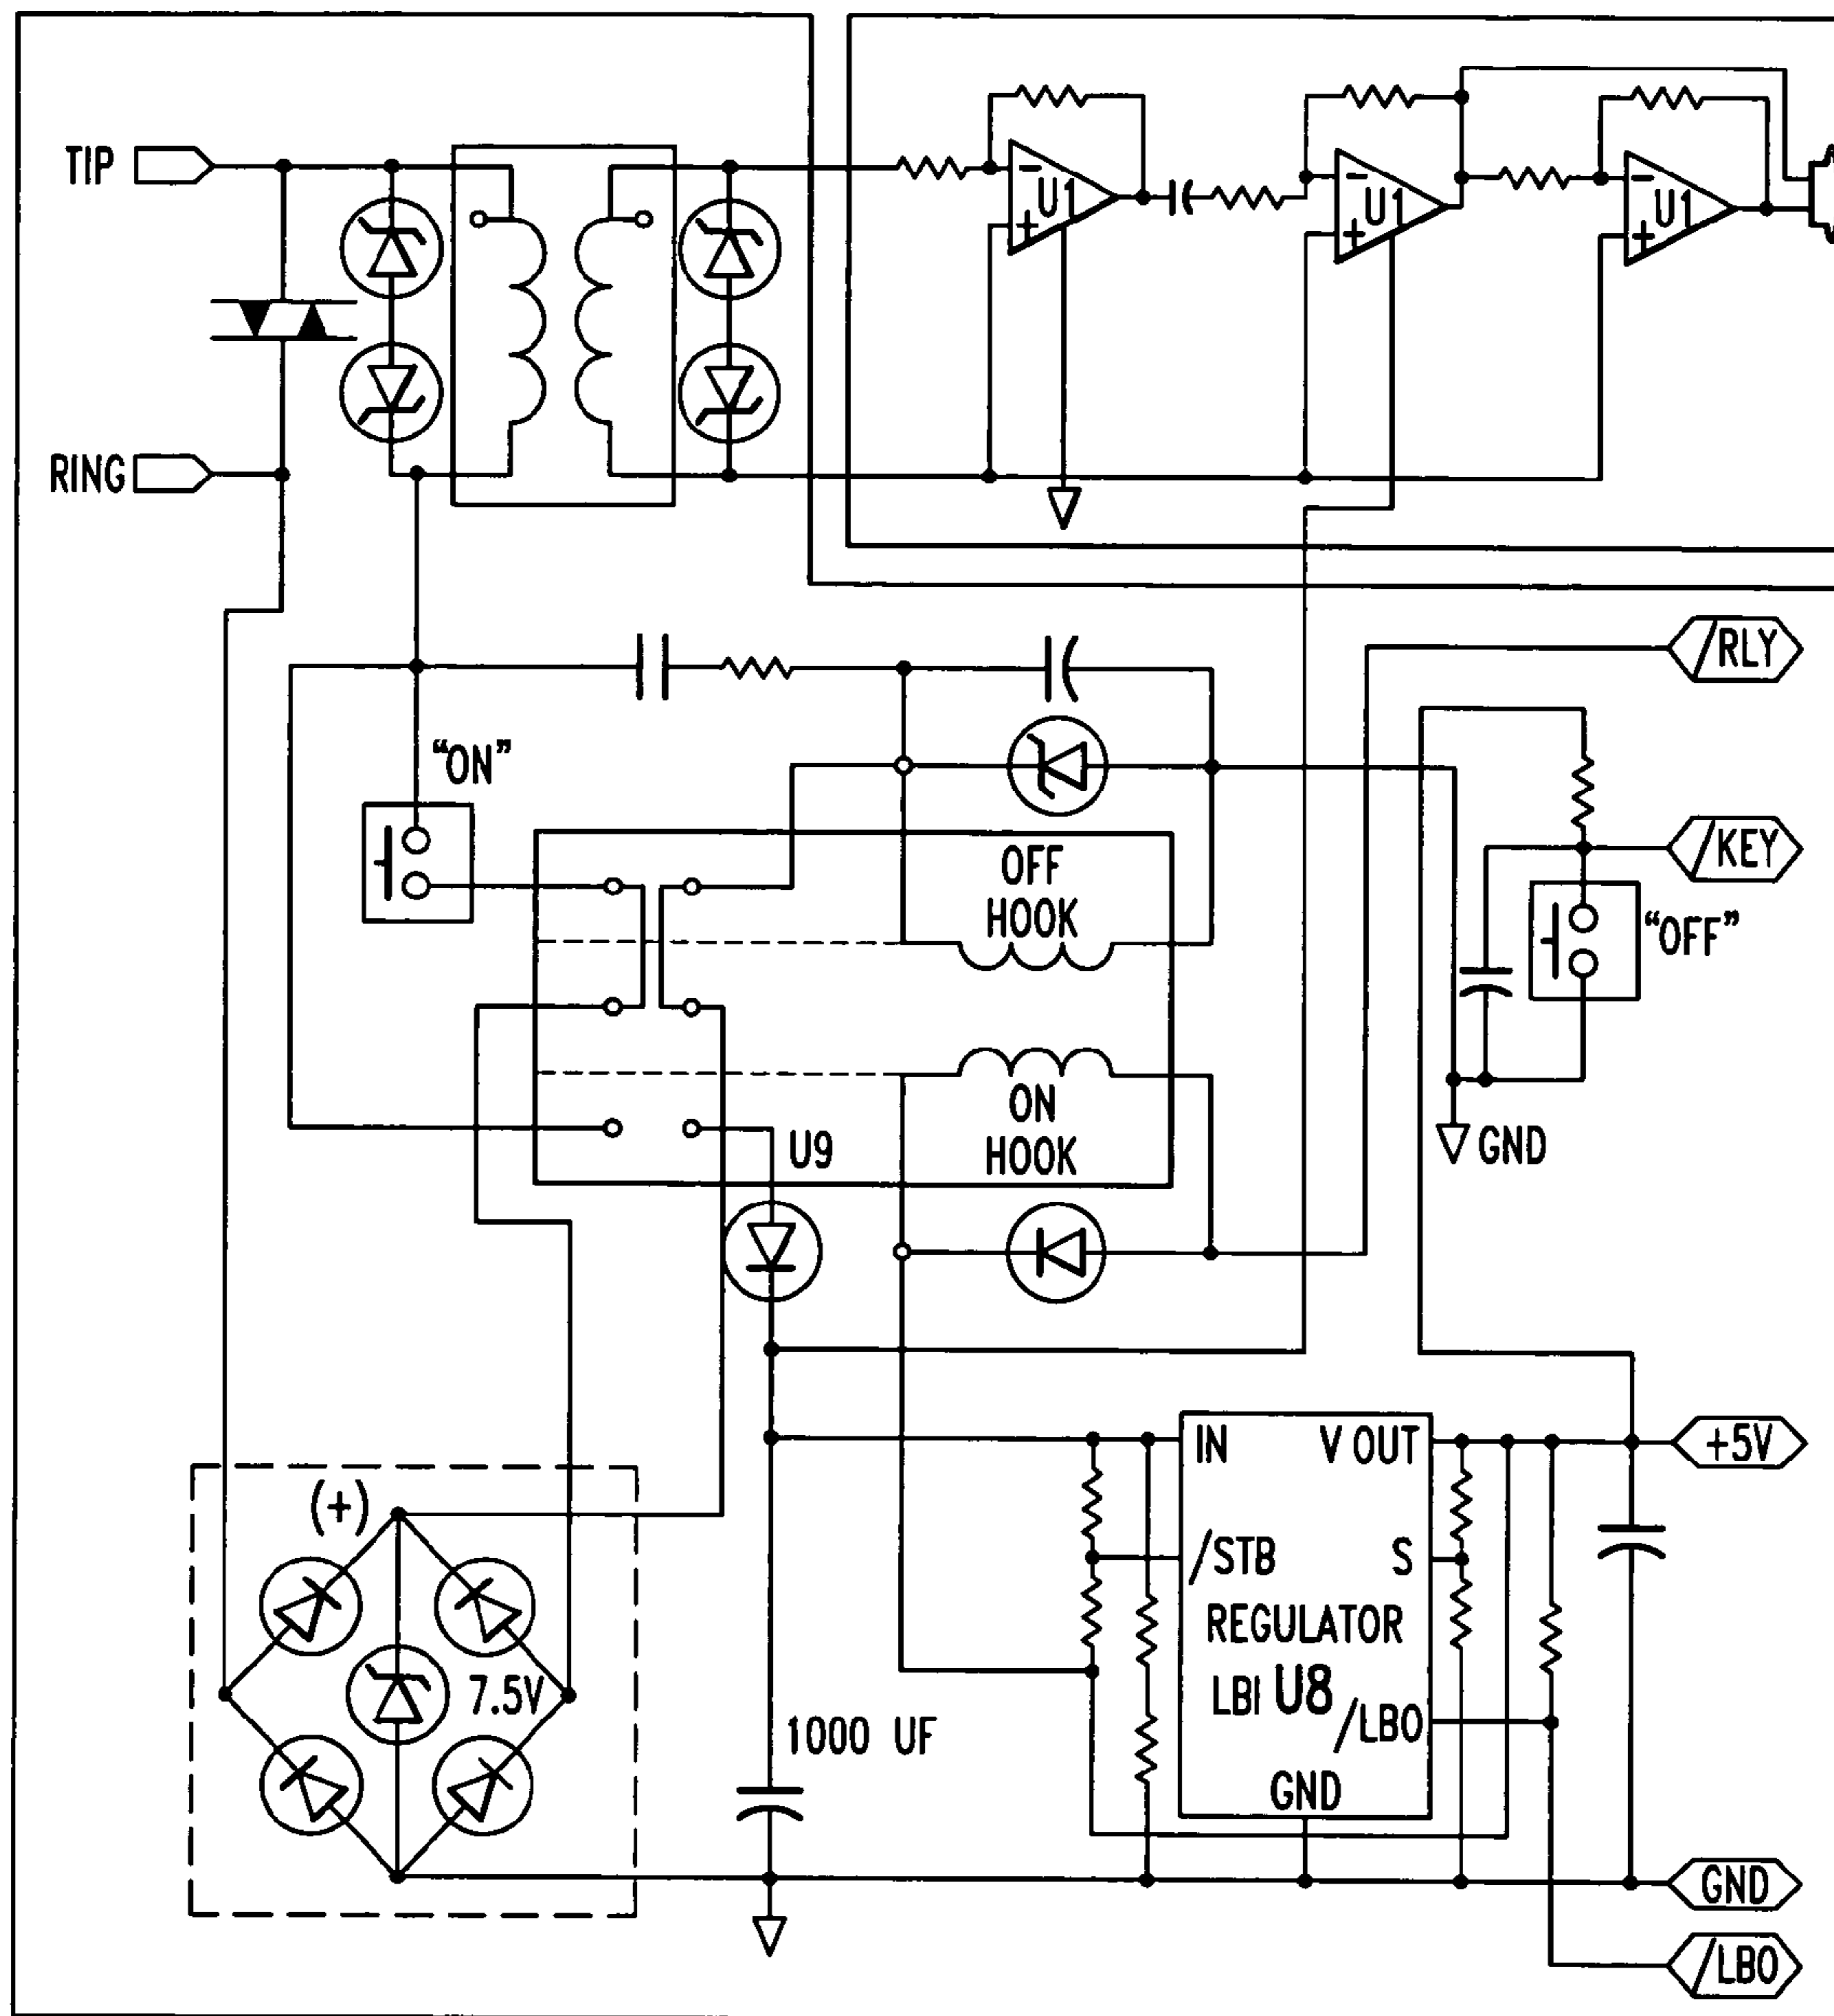 TIP
- U1 +
- U1 +
- U1 +
RING
/RLY
"ON"
OFF
HOOK
/KEY
"OFF"
ON
HOOK
U9
GND
IN
V OUT
+5V
(+)
/STB
S
REGULATOR
7.5V
LBI U8
/LBO
1000 UF
GND
GND
/LBO